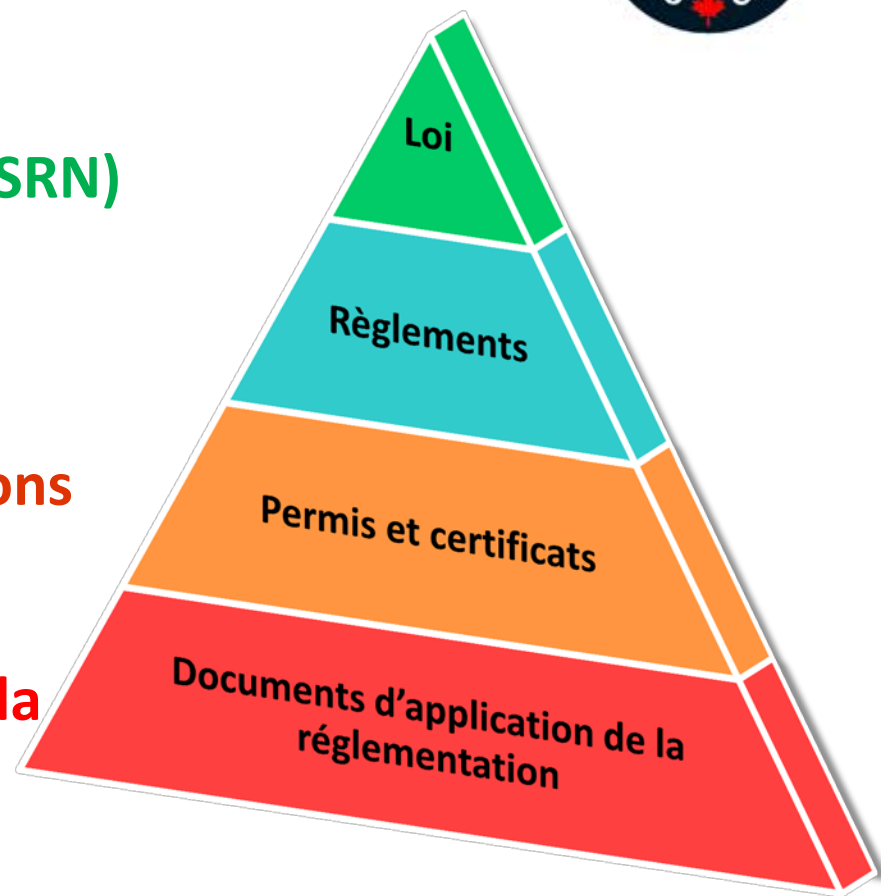 Loi
SRN)
Règlements
ons
Permis et certificats
la
Documents d’application de la
réglementation